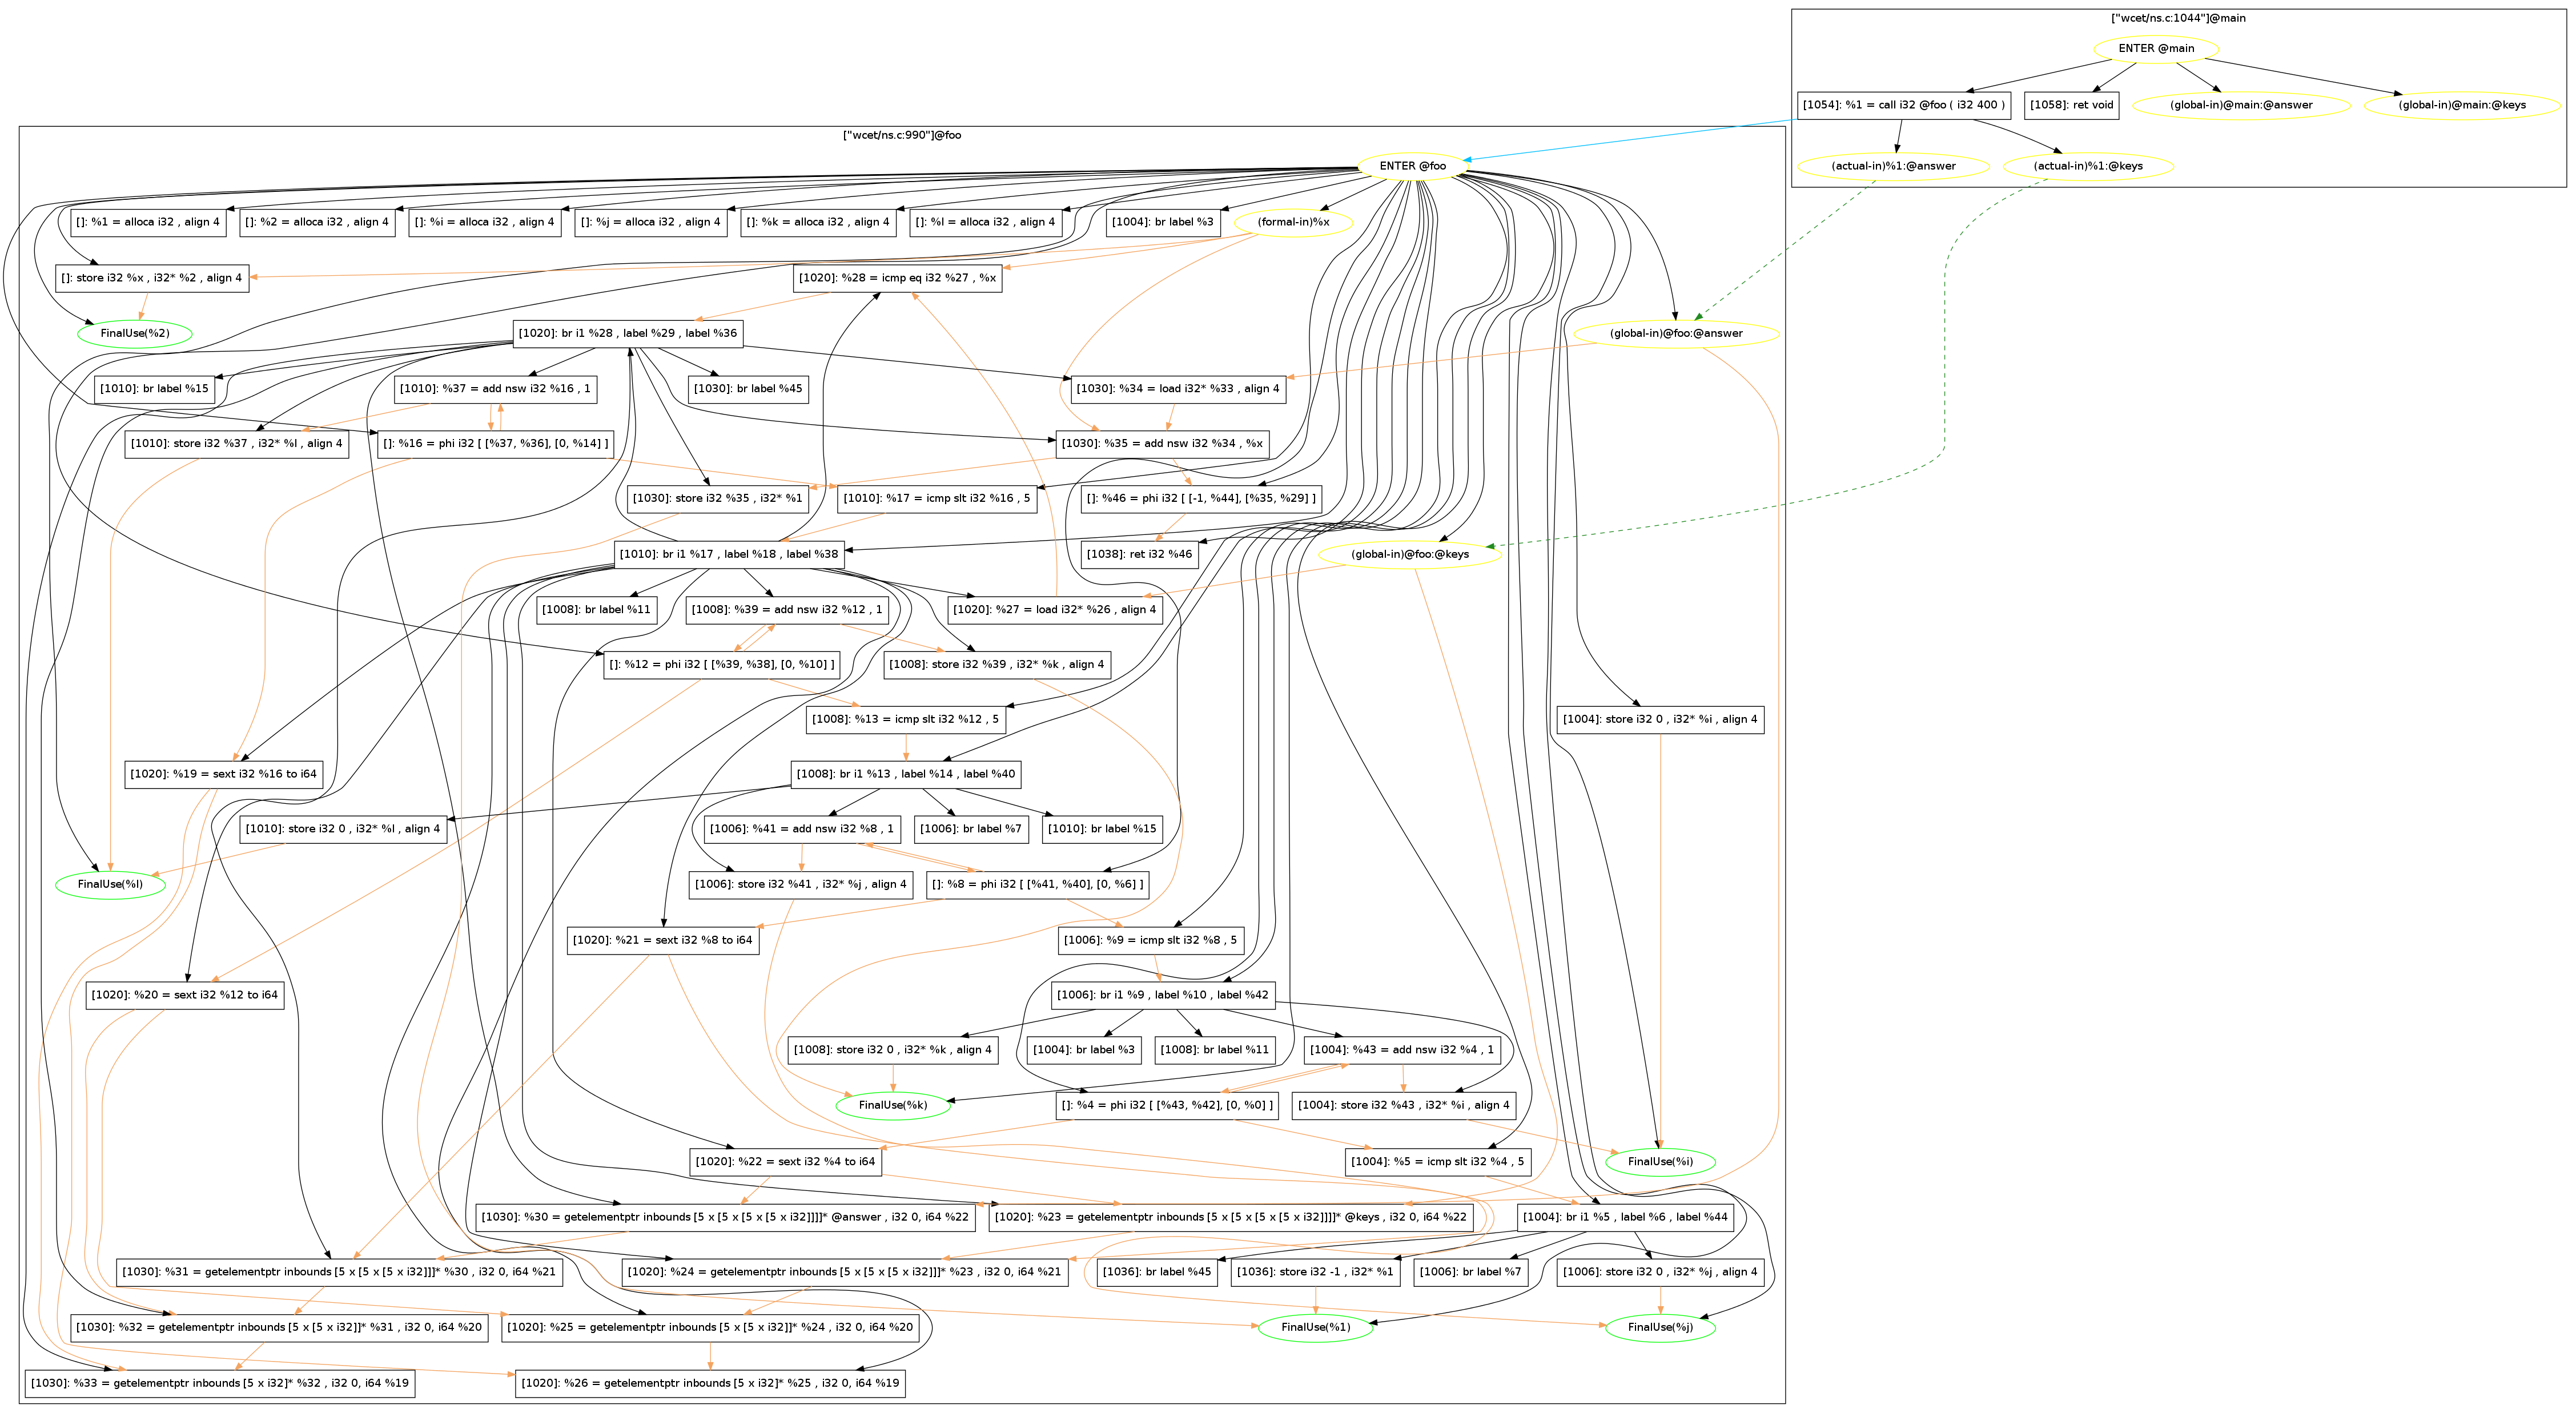 ["wcet/ns.c:1044"]@main
ENTER @main
[1054]: %1 = call i32 @foo ( i32 400 )
[1058]: ret void
(global-in)@main:@answer
(global-in)@main:@keys
["wcet/ns.c:990"]@foo
ENTER @foo
(actual-in)%1:@answer
(actual-in)%1:@keys
[]: %1 = alloca i32 , align 4
[]: %2 = alloca i32 , align 4
[]: %i = alloca i32 , align 4
[]: %j = alloca i32 , align 4
[]: %k = alloca i32 , align 4
[]: %l = alloca i32 , align 4
[1004]: br label %3
(formal-in)%x
[]: store i32 %x , i32* %2 , align 4
[1020]: %28 = icmp eq i32 %27 , %x
FinalUse(%2)
[1020]: br i1 %28 , label %29 , label %36
(global-in)@foo:@answer
[1010]: br label %15
[1010]: %37 = add nsw i32 %16 , 1
[1030]: br label %45
[1030]: %34 = load i32* %33 , align 4
[1010]: store i32 %37 , i32* %l , align 4
[]: %16 = phi i32 [ [%37, %36], [0, %14] ]
[1030]: %35 = add nsw i32 %34 , %x
[1030]: store i32 %35 , i32* %1
[1010]: %17 = icmp slt i32 %16 , 5
[]: %46 = phi i32 [ [-1, %44], [%35, %29] ]
[1010]: br i1 %17 , label %18 , label %38
[1038]: ret i32 %46
(global-in)@foo:@keys
[1008]: br label %11
[1008]: %39 = add nsw i32 %12 , 1
[1020]: %27 = load i32* %26 , align 4
[]: %12 = phi i32 [ [%39, %38], [0, %10] ]
[1008]: store i32 %39 , i32* %k , align 4
[1008]: %13 = icmp slt i32 %12 , 5
[1004]: store i32 0 , i32* %i , align 4
[1020]: %19 = sext i32 %16 to i64
[1008]: br i1 %13 , label %14 , label %40
[1010]: store i32 0 , i32* %l , align 4
[1006]: %41 = add nsw i32 %8 , 1
[1006]: br label %7
[1010]: br label %15
FinalUse(%l)
[1006]: store i32 %41 , i32* %j , align 4
[]: %8 = phi i32 [ [%41, %40], [0, %6] ]
[1020]: %21 = sext i32 %8 to i64
[1006]: %9 = icmp slt i32 %8 , 5
[1020]: %20 = sext i32 %12 to i64
[1006]: br i1 %9 , label %10 , label %42
[1008]: store i32 0 , i32* %k , align 4
[1004]: br label %3
[1008]: br label %11
[1004]: %43 = add nsw i32 %4 , 1
FinalUse(%k)
[]: %4 = phi i32 [ [%43, %42], [0, %0] ]
[1004]: store i32 %43 , i32* %i , align 4
[1020]: %22 = sext i32 %4 to i64
[1004]: %5 = icmp slt i32 %4 , 5
FinalUse(%i)
[1030]: %30 = getelementptr inbounds [5 x [5 x [5 x [5 x i32]]]]* @answer , i32 0, i64 %22
[1020]: %23 = getelementptr inbounds [5 x [5 x [5 x [5 x i32]]]]* @keys , i32 0, i64 %22
[1004]: br i1 %5 , label %6 , label %44
[1030]: %31 = getelementptr inbounds [5 x [5 x [5 x i32]]]* %30 , i32 0, i64 %21
[1020]: %24 = getelementptr inbounds [5 x [5 x [5 x i32]]]* %23 , i32 0, i64 %21
[1036]: br label %45
[1036]: store i32 -1 , i32* %1
[1006]: br label %7
[1006]: store i32 0 , i32* %j , align 4
[1030]: %32 = getelementptr inbounds [5 x [5 x i32]]* %31 , i32 0, i64 %20
[1020]: %25 = getelementptr inbounds [5 x [5 x i32]]* %24 , i32 0, i64 %20
FinalUse(%1)
FinalUse(%j)
[1030]: %33 = getelementptr inbounds [5 x i32]* %32 , i32 0, i64 %19
[1020]: %26 = getelementptr inbounds [5 x i32]* %25 , i32 0, i64 %19